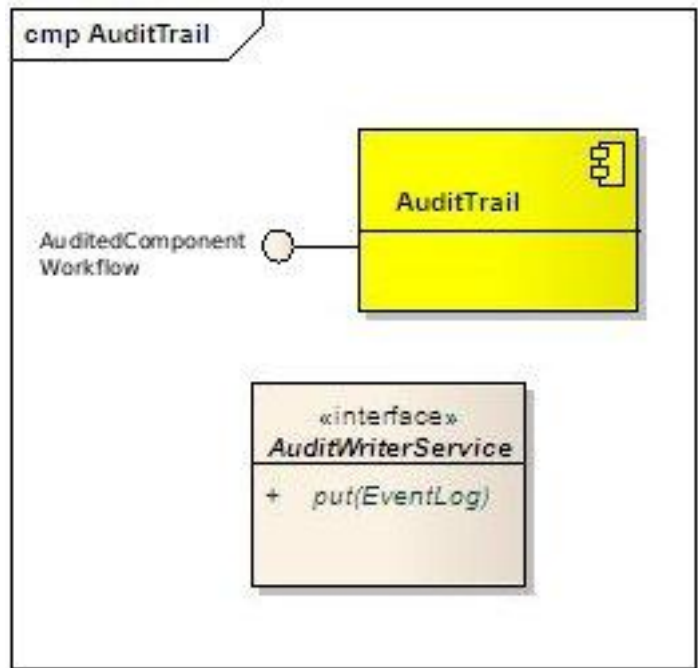 cmp AuditTrail
AuditTrail
AuditedComponent
Workflow
«interface»
AuditWriterService
+ put(EventLog)